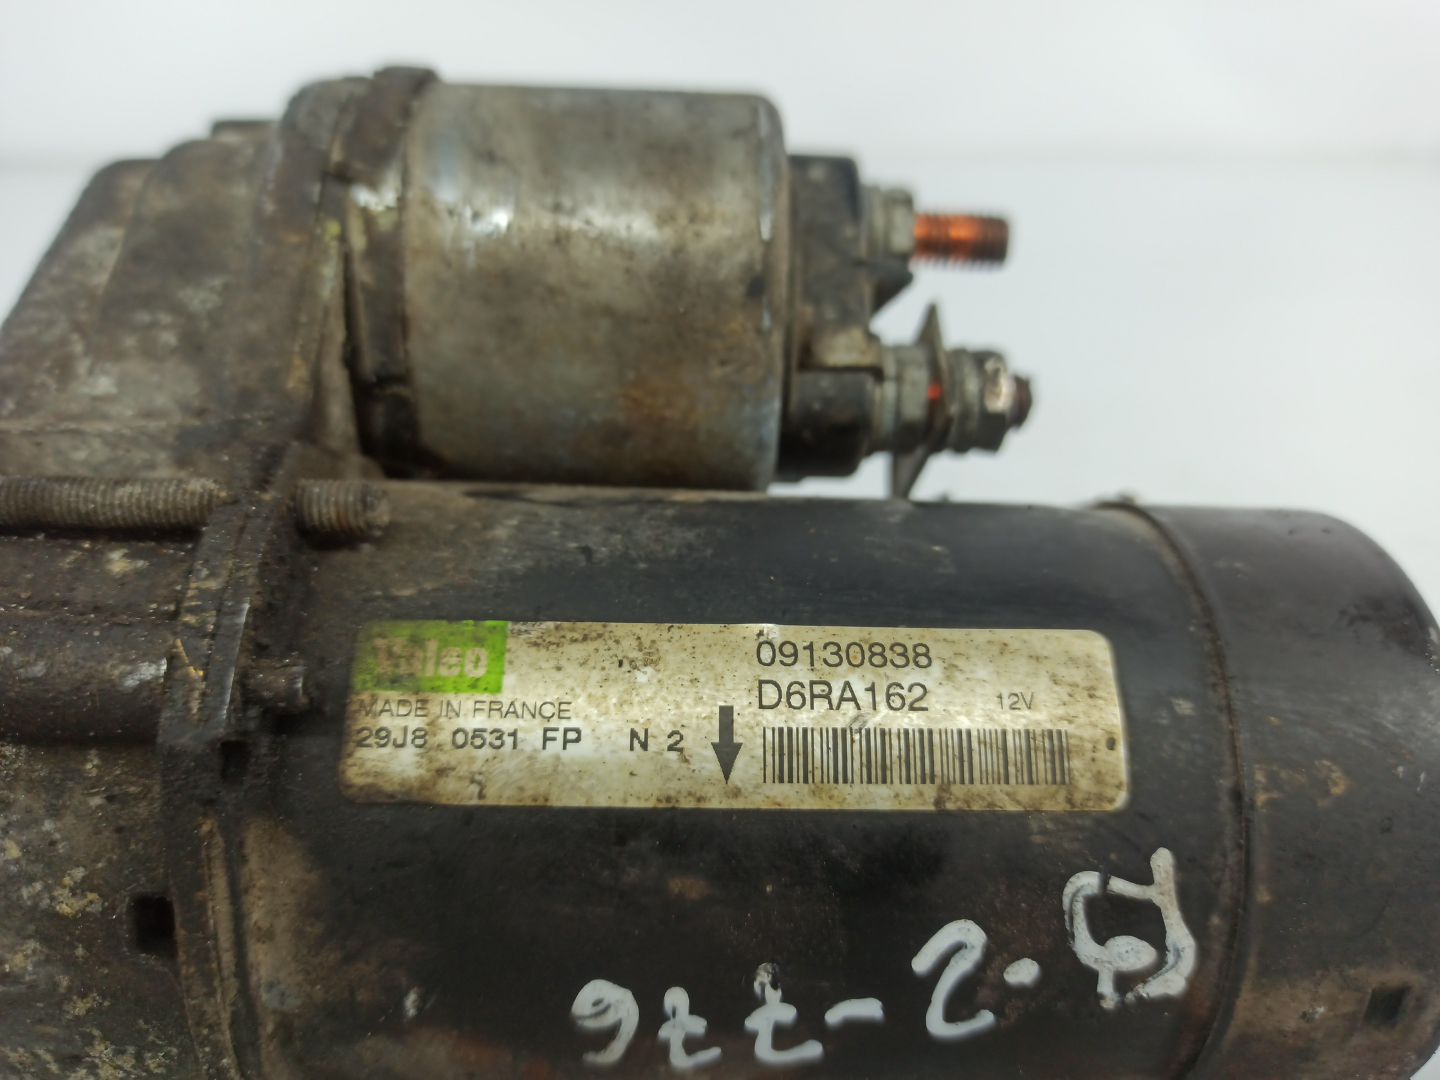 Valeo
09130838
D6RA162 12V
MADE IN FRANCE
29J8 0531 FP N 2